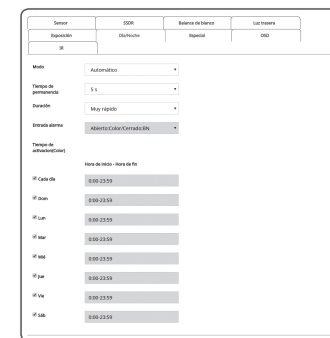 Sensor SSDR Balance de blanco Luz trasera
Exposición Día/Noche Especial OSD
IR
Modo Automático
Tiempo de permanencia 5 s
Duración Muy rápido
Entrada alarma Abierto:Color/Cerrado:BN
Tiempo de activacion(Color)
Hora de inicio - Hora de fin
Cada día 0:00-23:59
Dom 0:00-23:59
Lun 0:00-23:59
Mar 0:00-23:59
Mié 0:00-23:59
Jue 0:00-23:59
Vie 0:00-23:59
Sáb 0:00-23:59